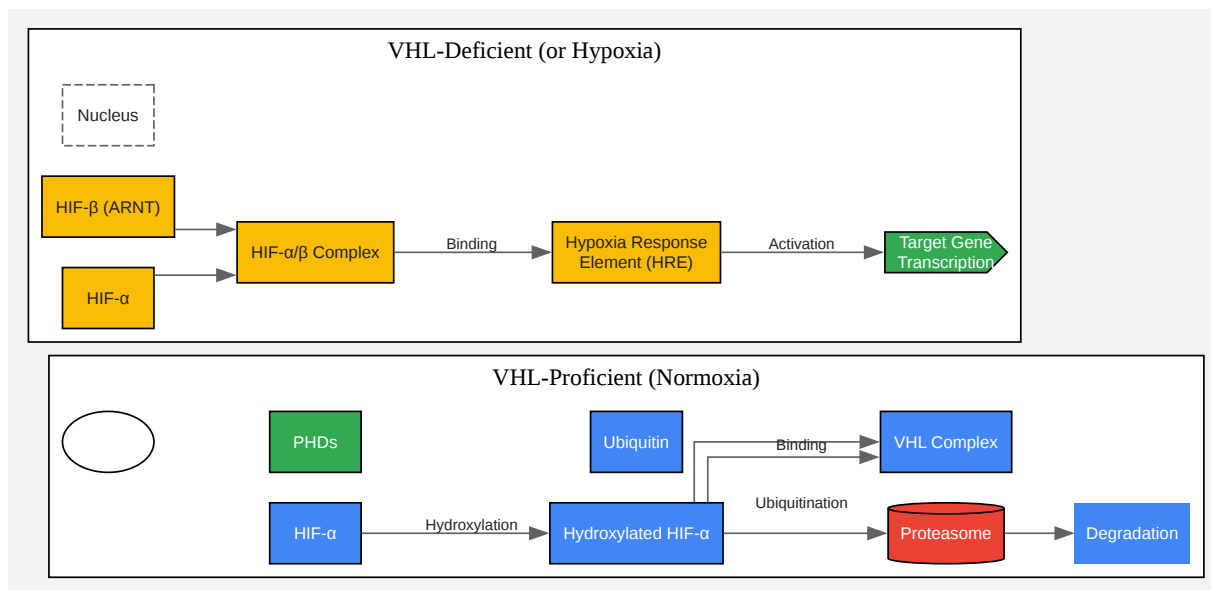 VHL-Deficient (or Hypoxia)
Nucleus
HIF-β (ARNT)
HIF-α
HIF-α/β Complex
Binding
Hypoxia Response
Element (HRE)
Activation
Target Gene
Transcription
VHL-Proficient (Normoxia)
PHDs
Ubiquitin
Binding
VHL Complex
HIF-α
Hydroxylation
Hydroxylated HIF-α
Ubiquitination
Proteasome
Degradation